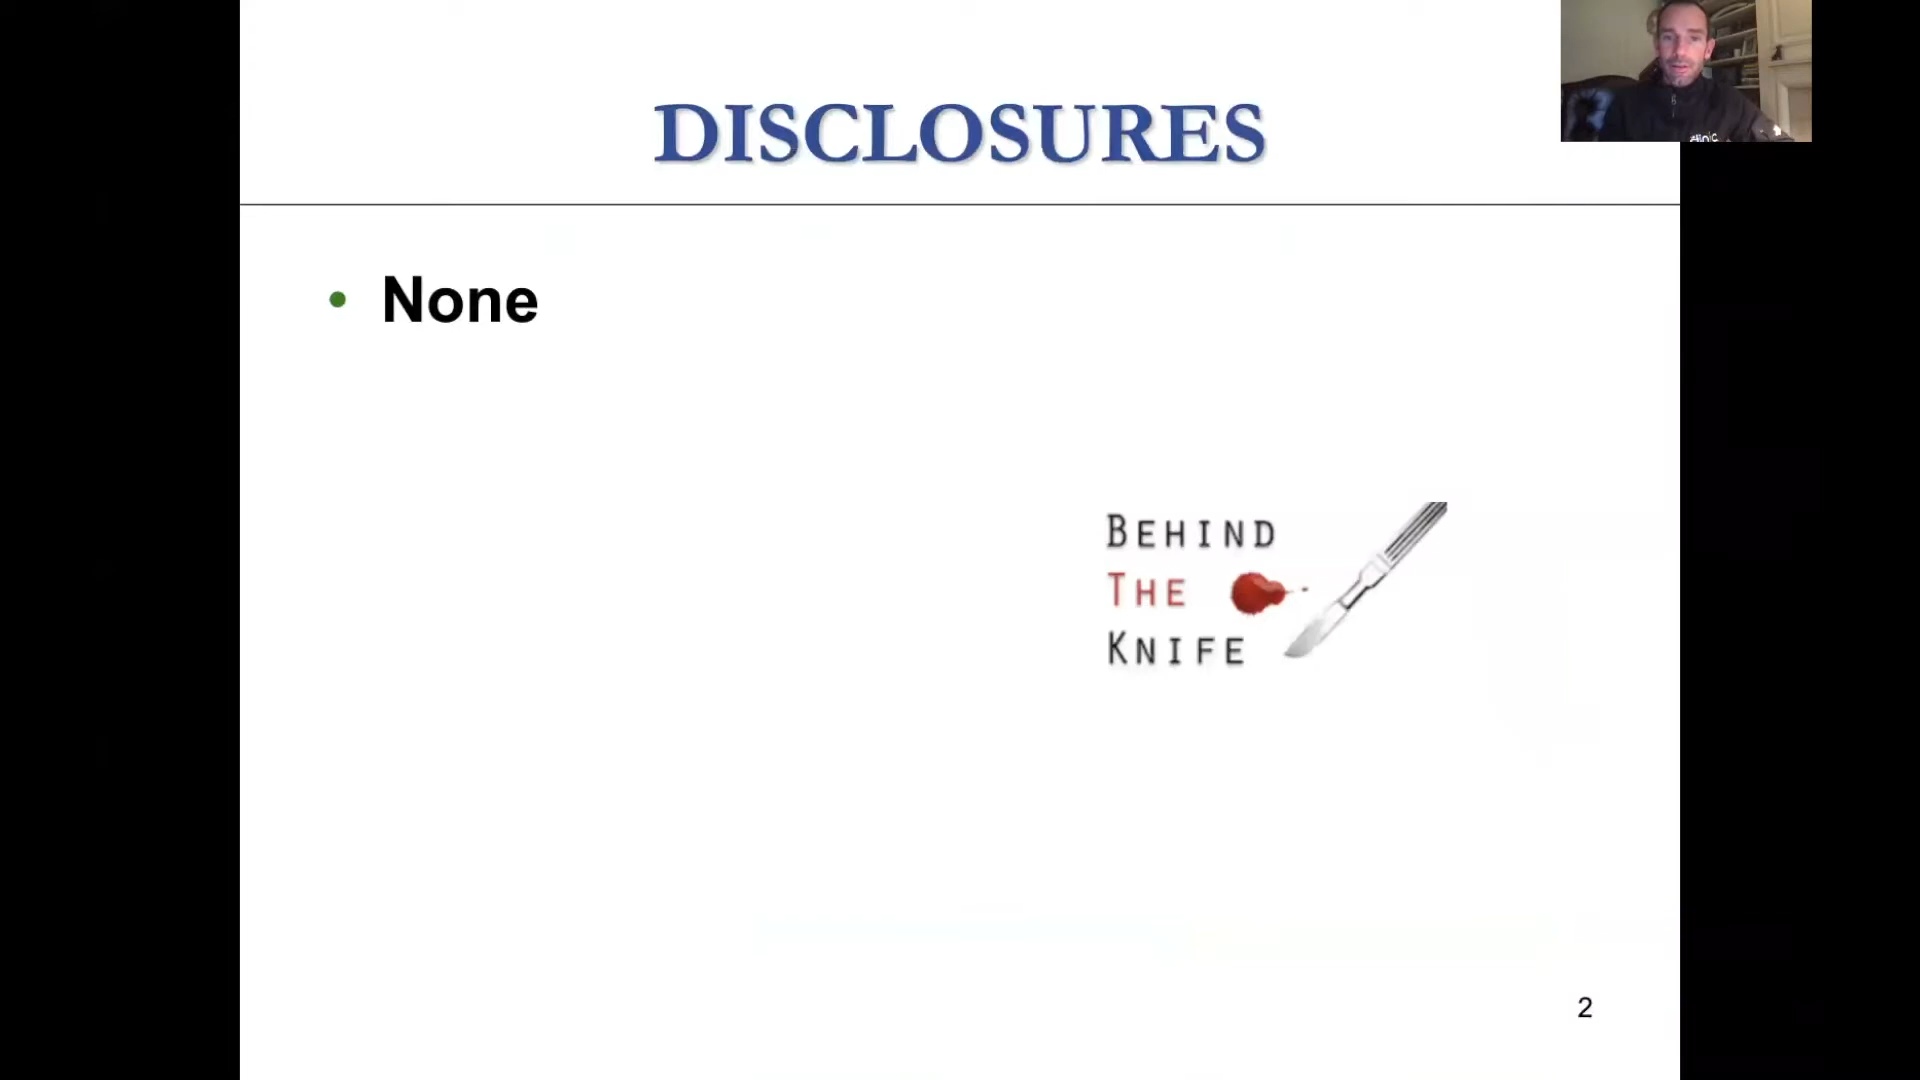 DISCLOSURES
• None
BEHIND
THE
KNIFE
2